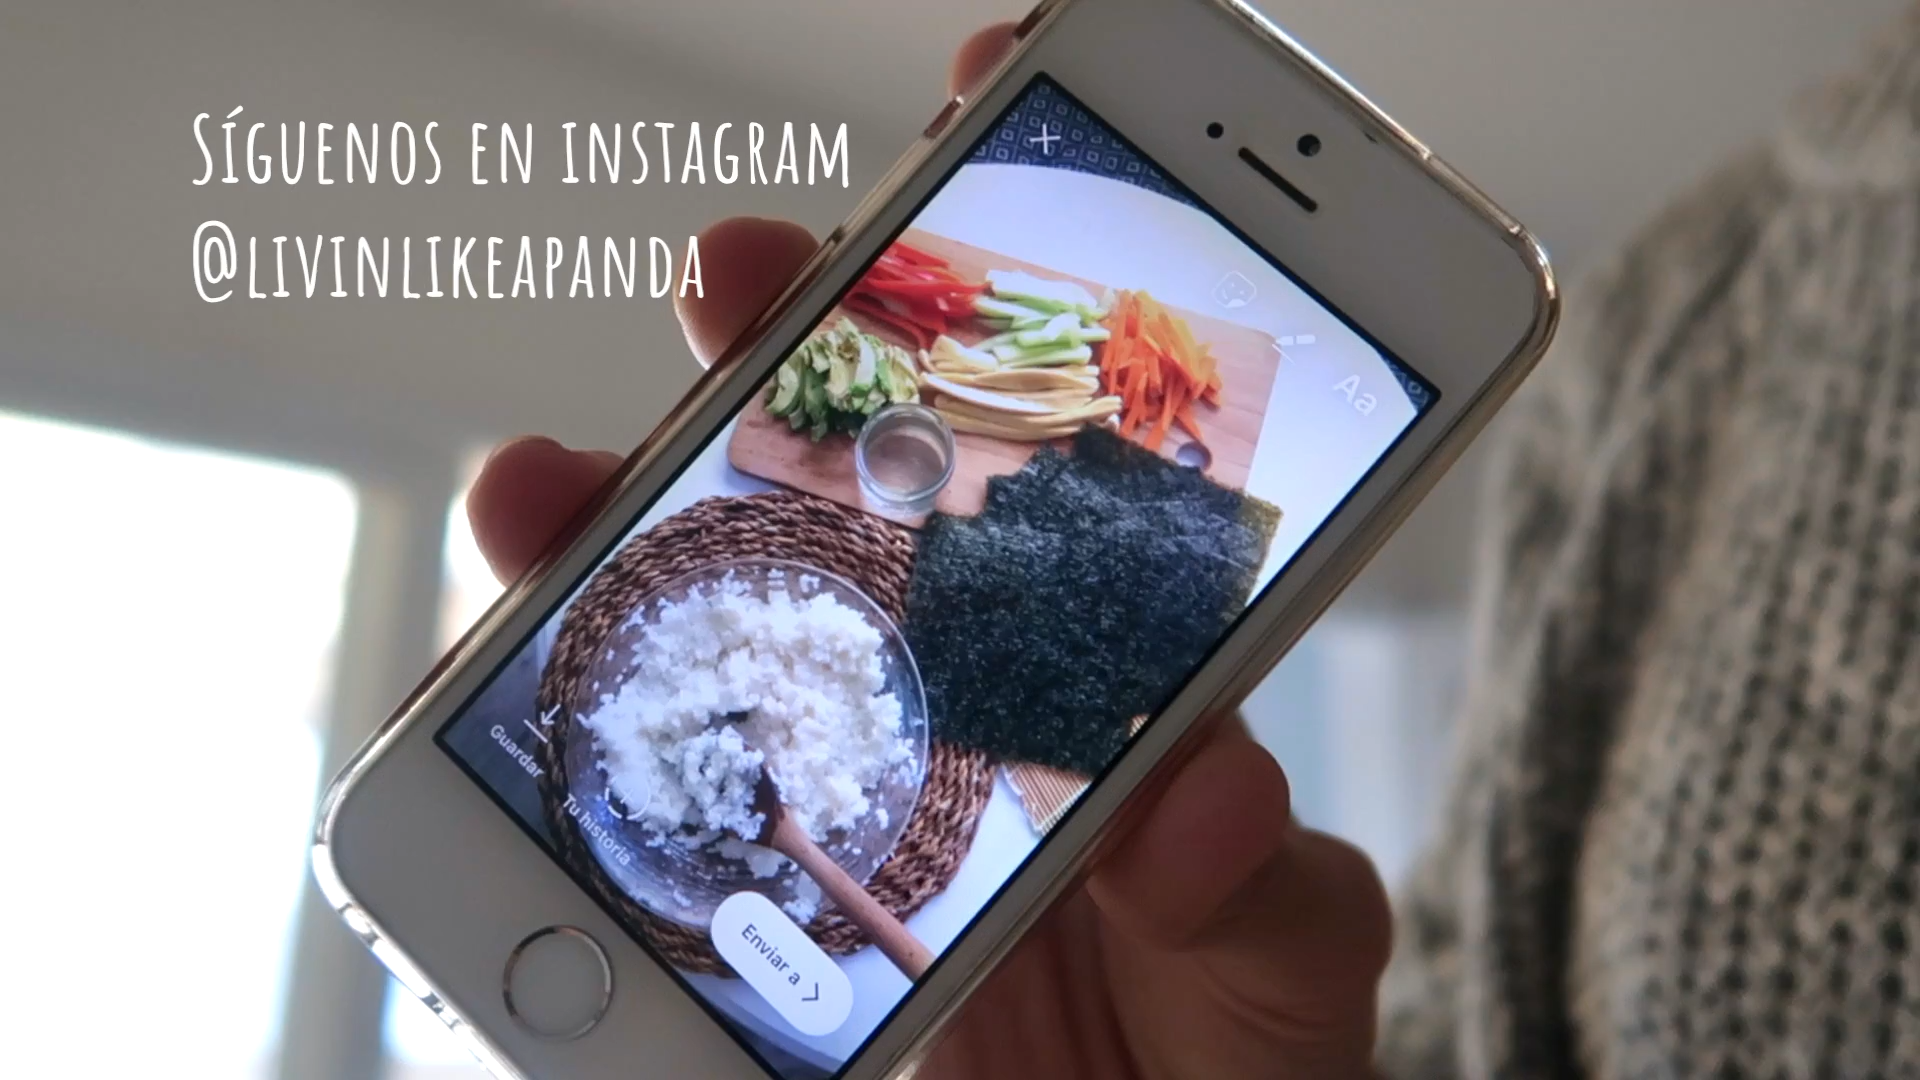 Síguenos en instagram
@livinlikeapanda
Aa
Guardar
Tu historia
Enviar a